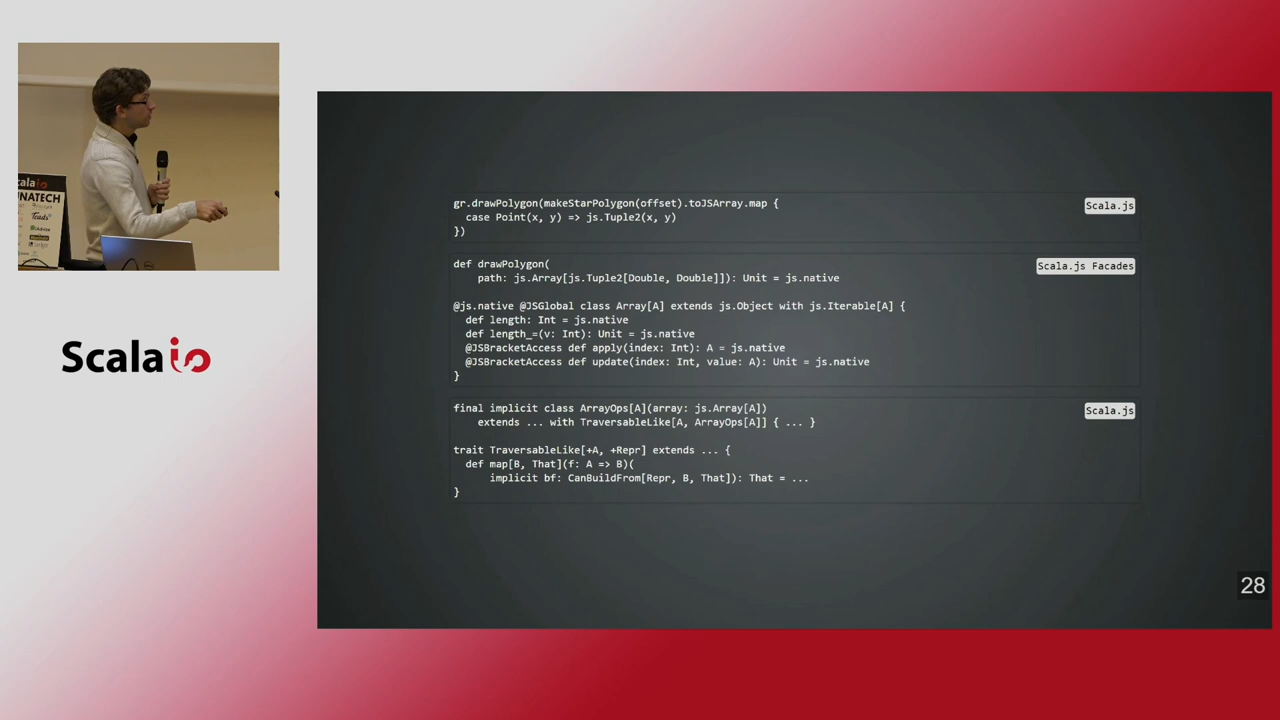 scalaio
UNATECH
Teads
Scalaio
gr.drawPolygon(makeStarPolygon(offset).toJSArray.map {
  case Point(x, y) => js.Tuple2(x, y)
})
Scala.js
def drawPolygon(
    path: js.Array[js.Tuple2[Double, Double]]): Unit = js.native
Scala.js Facades
@js.native @JSGlobal class Array[A] extends js.Object with js.Iterable[A] {
  def length: Int = js.native
  def length_=(v: Int): Unit = js.native
  @JSBracketAccess def apply(index: Int): A = js.native
  @JSBracketAccess def update(index: Int, value: A): Unit = js.native
}
final implicit class ArrayOps[A](array: js.Array[A])
    extends ... with TraversableLike[A, ArrayOps[A]] { ... }
Scala.js
trait TraversableLike[+A, +Repr] extends ... {
  def map[B, That](f: A => B)(
      implicit bf: CanBuildFrom[Repr, B, That]): That = ...
}
28